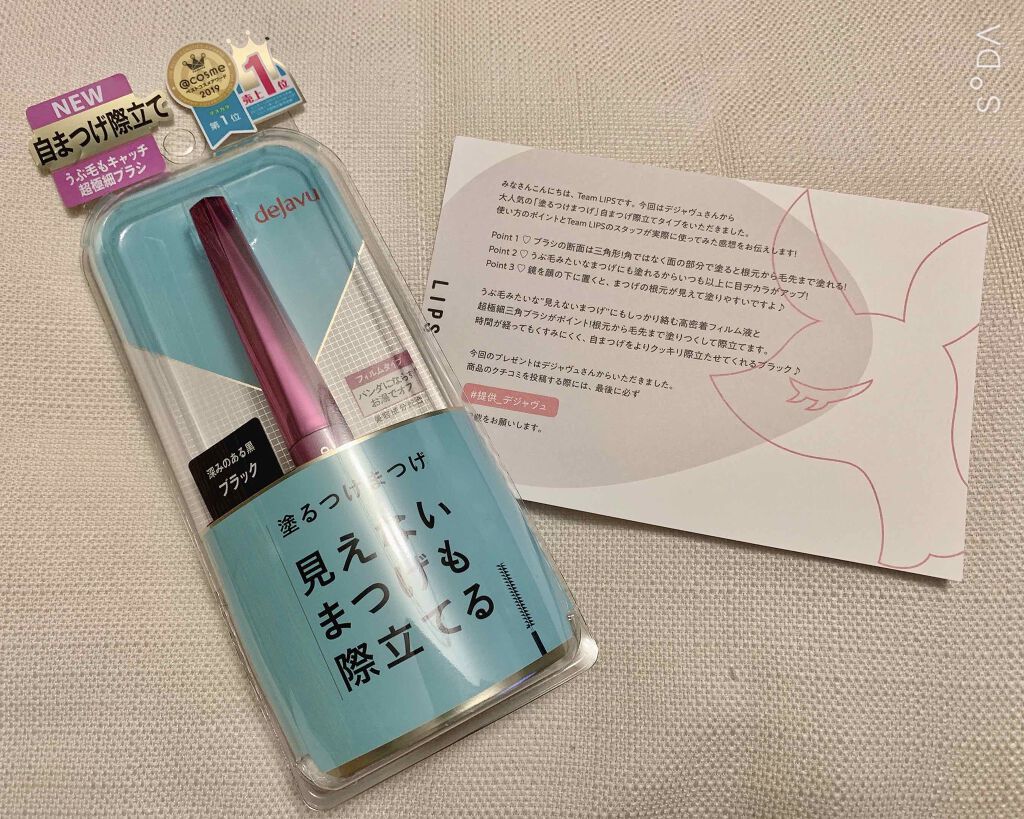 NEW
自まつげ際立て
うぶ毛もキャッチ
超極細ブラシ
@cosme
ベストコスメアワード
2019
マスカラ
第1位
売上1位
dejavu
フィルムタイプ
パンダになら
お湯でオフ
深みのある黒
ブラック
塗るつけまつげ
見えない
まつげも
際立てる
みなさんこんにちは、Team LIPSです。今回はデジャヴュさんから
大人気の「塗るつけまつげ」自まつげ際立てタイプをいただきました。
使い方のポイントとTeam LIPSのスタッフが実際に使ってみた感想をお伝えします!
Point 1 ♡ ブラシの断面は三角形!角ではなく面の部分で塗ると根元から毛先まで塗れる!
Point 2 ♡ うぶ毛みたいなまつげにも塗れるからいつも以上に目ヂカラがアップ!
Point 3 ♡ 鏡を顔の下に置くと、まつげの根元が見えて塗りやすいですよ♪
うぶ毛みたいな"見えないまつげ"にもしっかり絡む高密着フィルム液と
超極細三角ブラシがポイント!根元から毛先まで塗りつくして際立てます。
時間が経ってもくすみにくく、自まつげをよりクッキリ際立たせてくれるブラック♪
今回のプレゼントはデジャヴュさんからいただきました。
商品のクチコミを投稿する際には、最後に必ず
#提供_デジャヴュ
をお願いします。
LIPS
SODA